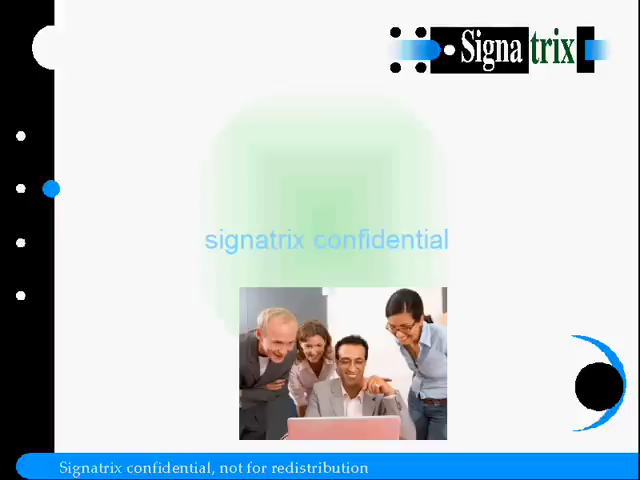 Signatrix
signatrix confidential
Signatrix confidential, not for redistribution